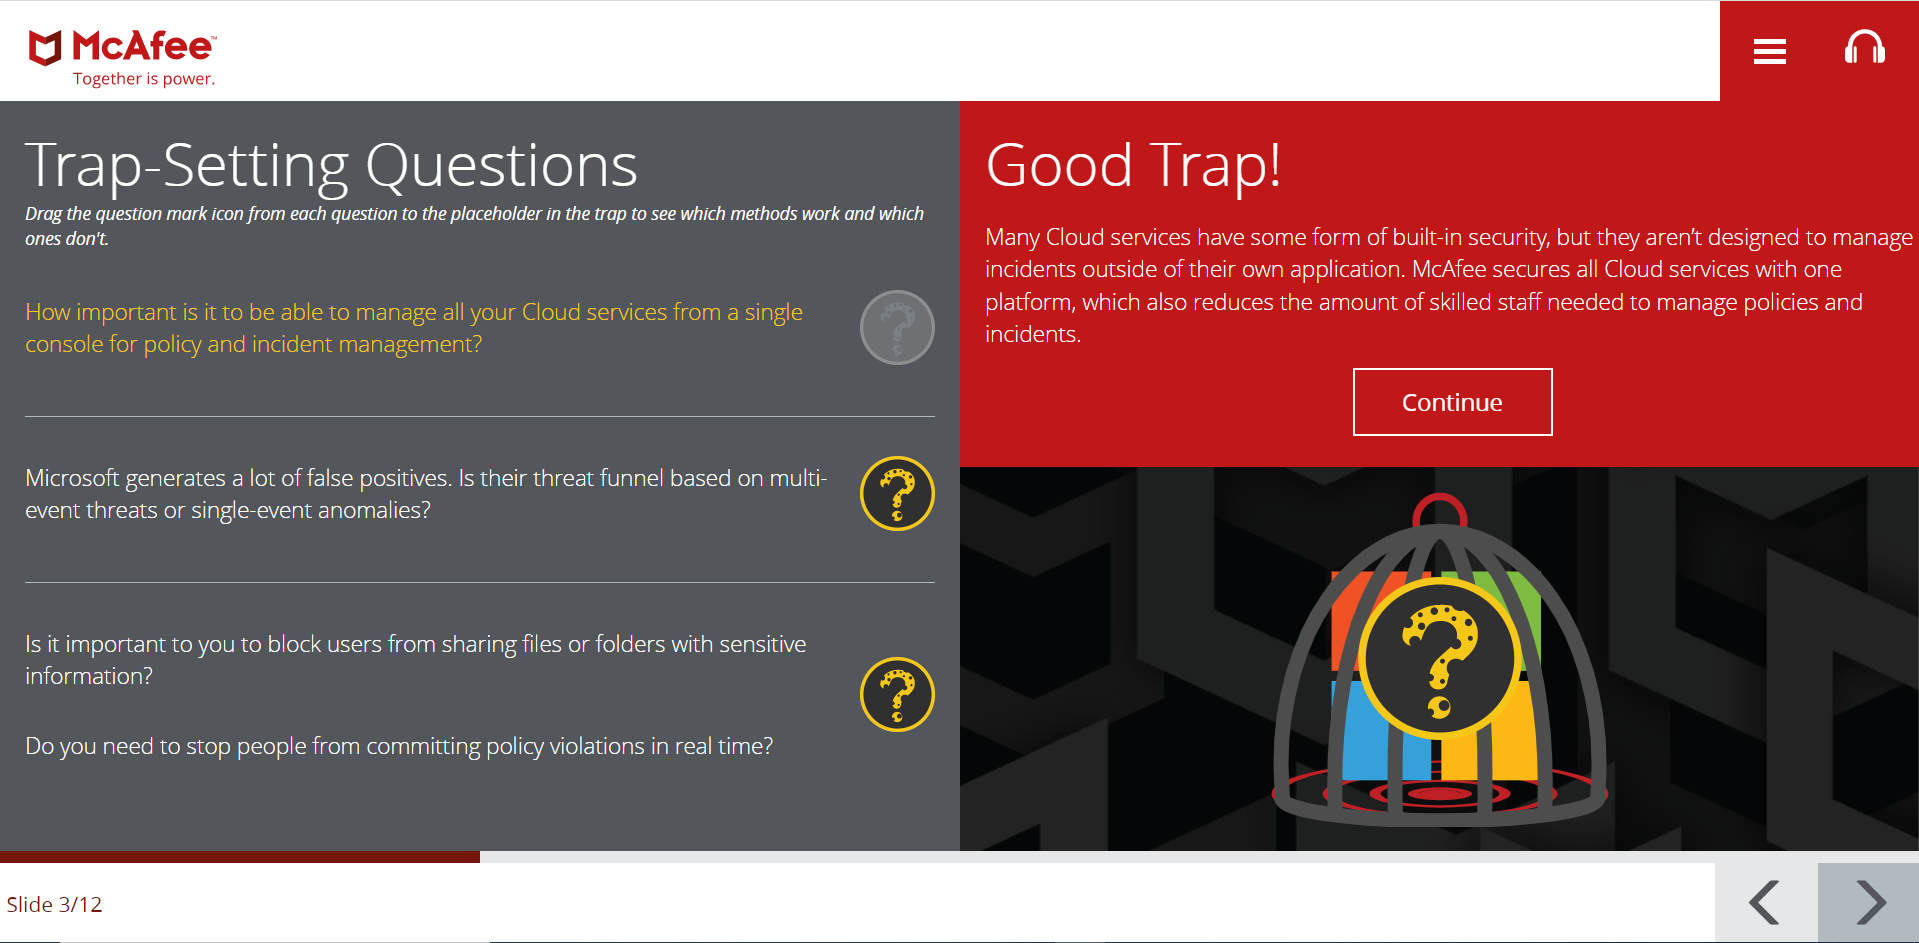 McAfee™
Together is power.
Trap-Setting Questions
Drag the question mark icon from each question to the placeholder in the trap to see which methods work and which
ones don't.
How important is it to be able to manage all your Cloud services from a single
console for policy and incident management?
?
Microsoft generates a lot of false positives. Is their threat funnel based on multi-
event threats or single-event anomalies?
?
Is it important to you to block users from sharing files or folders with sensitive
information?
?
Do you need to stop people from committing policy violations in real time?
Good Trap!
Many Cloud services have some form of built-in security, but they aren’t designed to manage
incidents outside of their own application. McAfee secures all Cloud services with one
platform, which also reduces the amount of skilled staff needed to manage policies and
incidents.
Continue
?
Slide 3/12